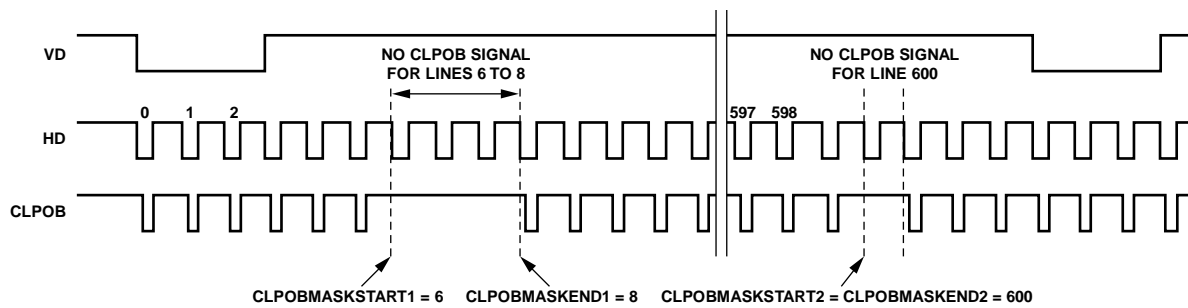 VD
NO CLPOB SIGNAL
FOR LINES 6 TO 8
NO CLPOB SIGNAL
FOR LINE 600
HD
0 1 2 597 598
CLPOB
CLPOBMASKSTART1 = 6 CLPOBMASKEND1 = 8 CLPOBMASKSTART2 = CLPOBMASKEND2 = 600